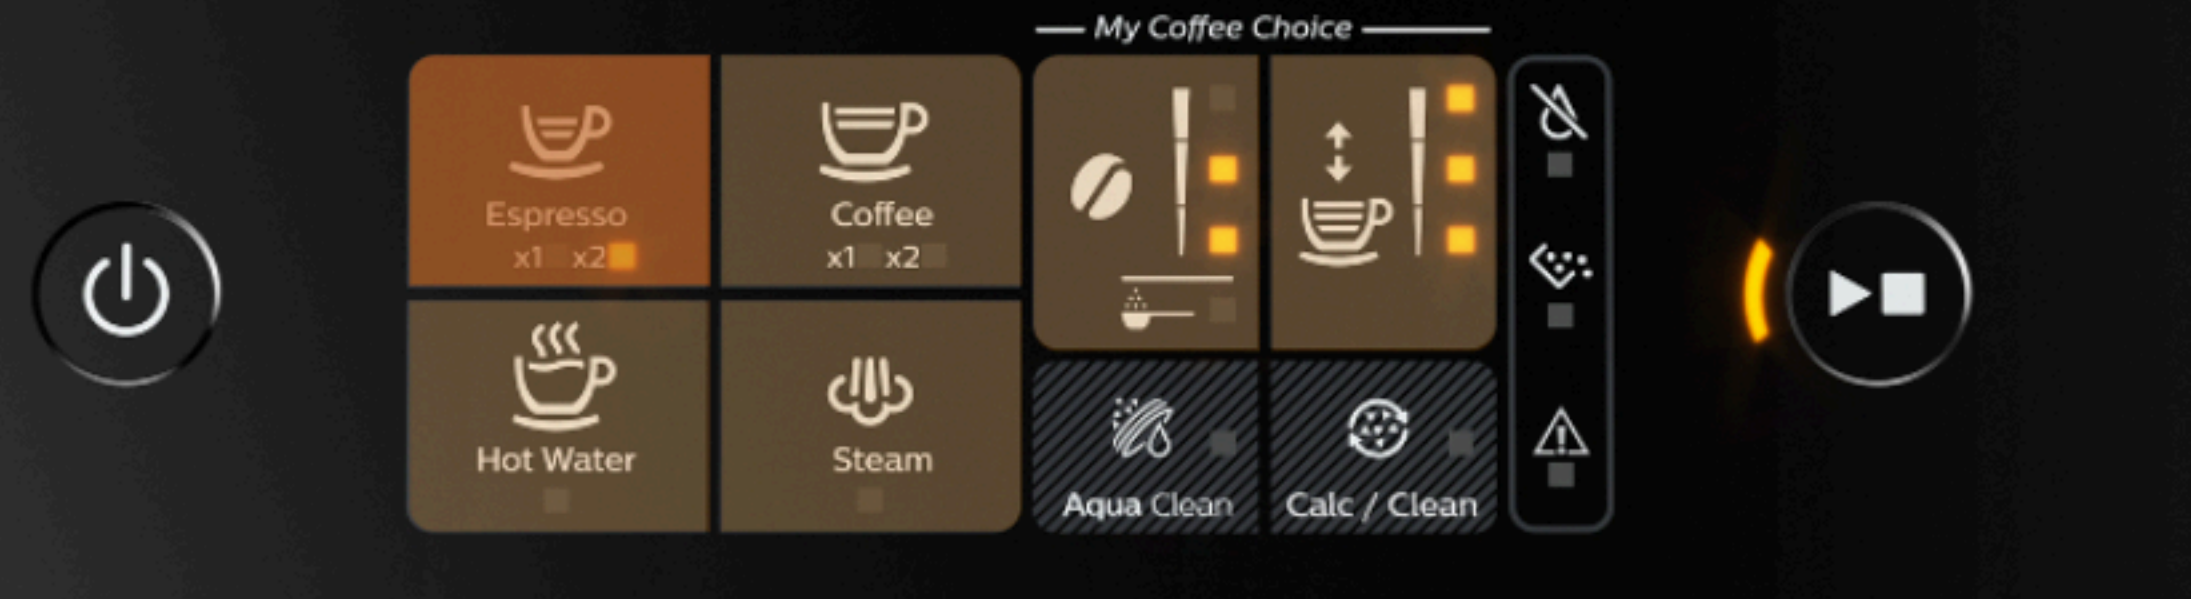 My Coffee Choice
Espresso
x1 x2
Coffee
x1 x2
Hot Water
Steam
Aqua Clean
Calc / Clean